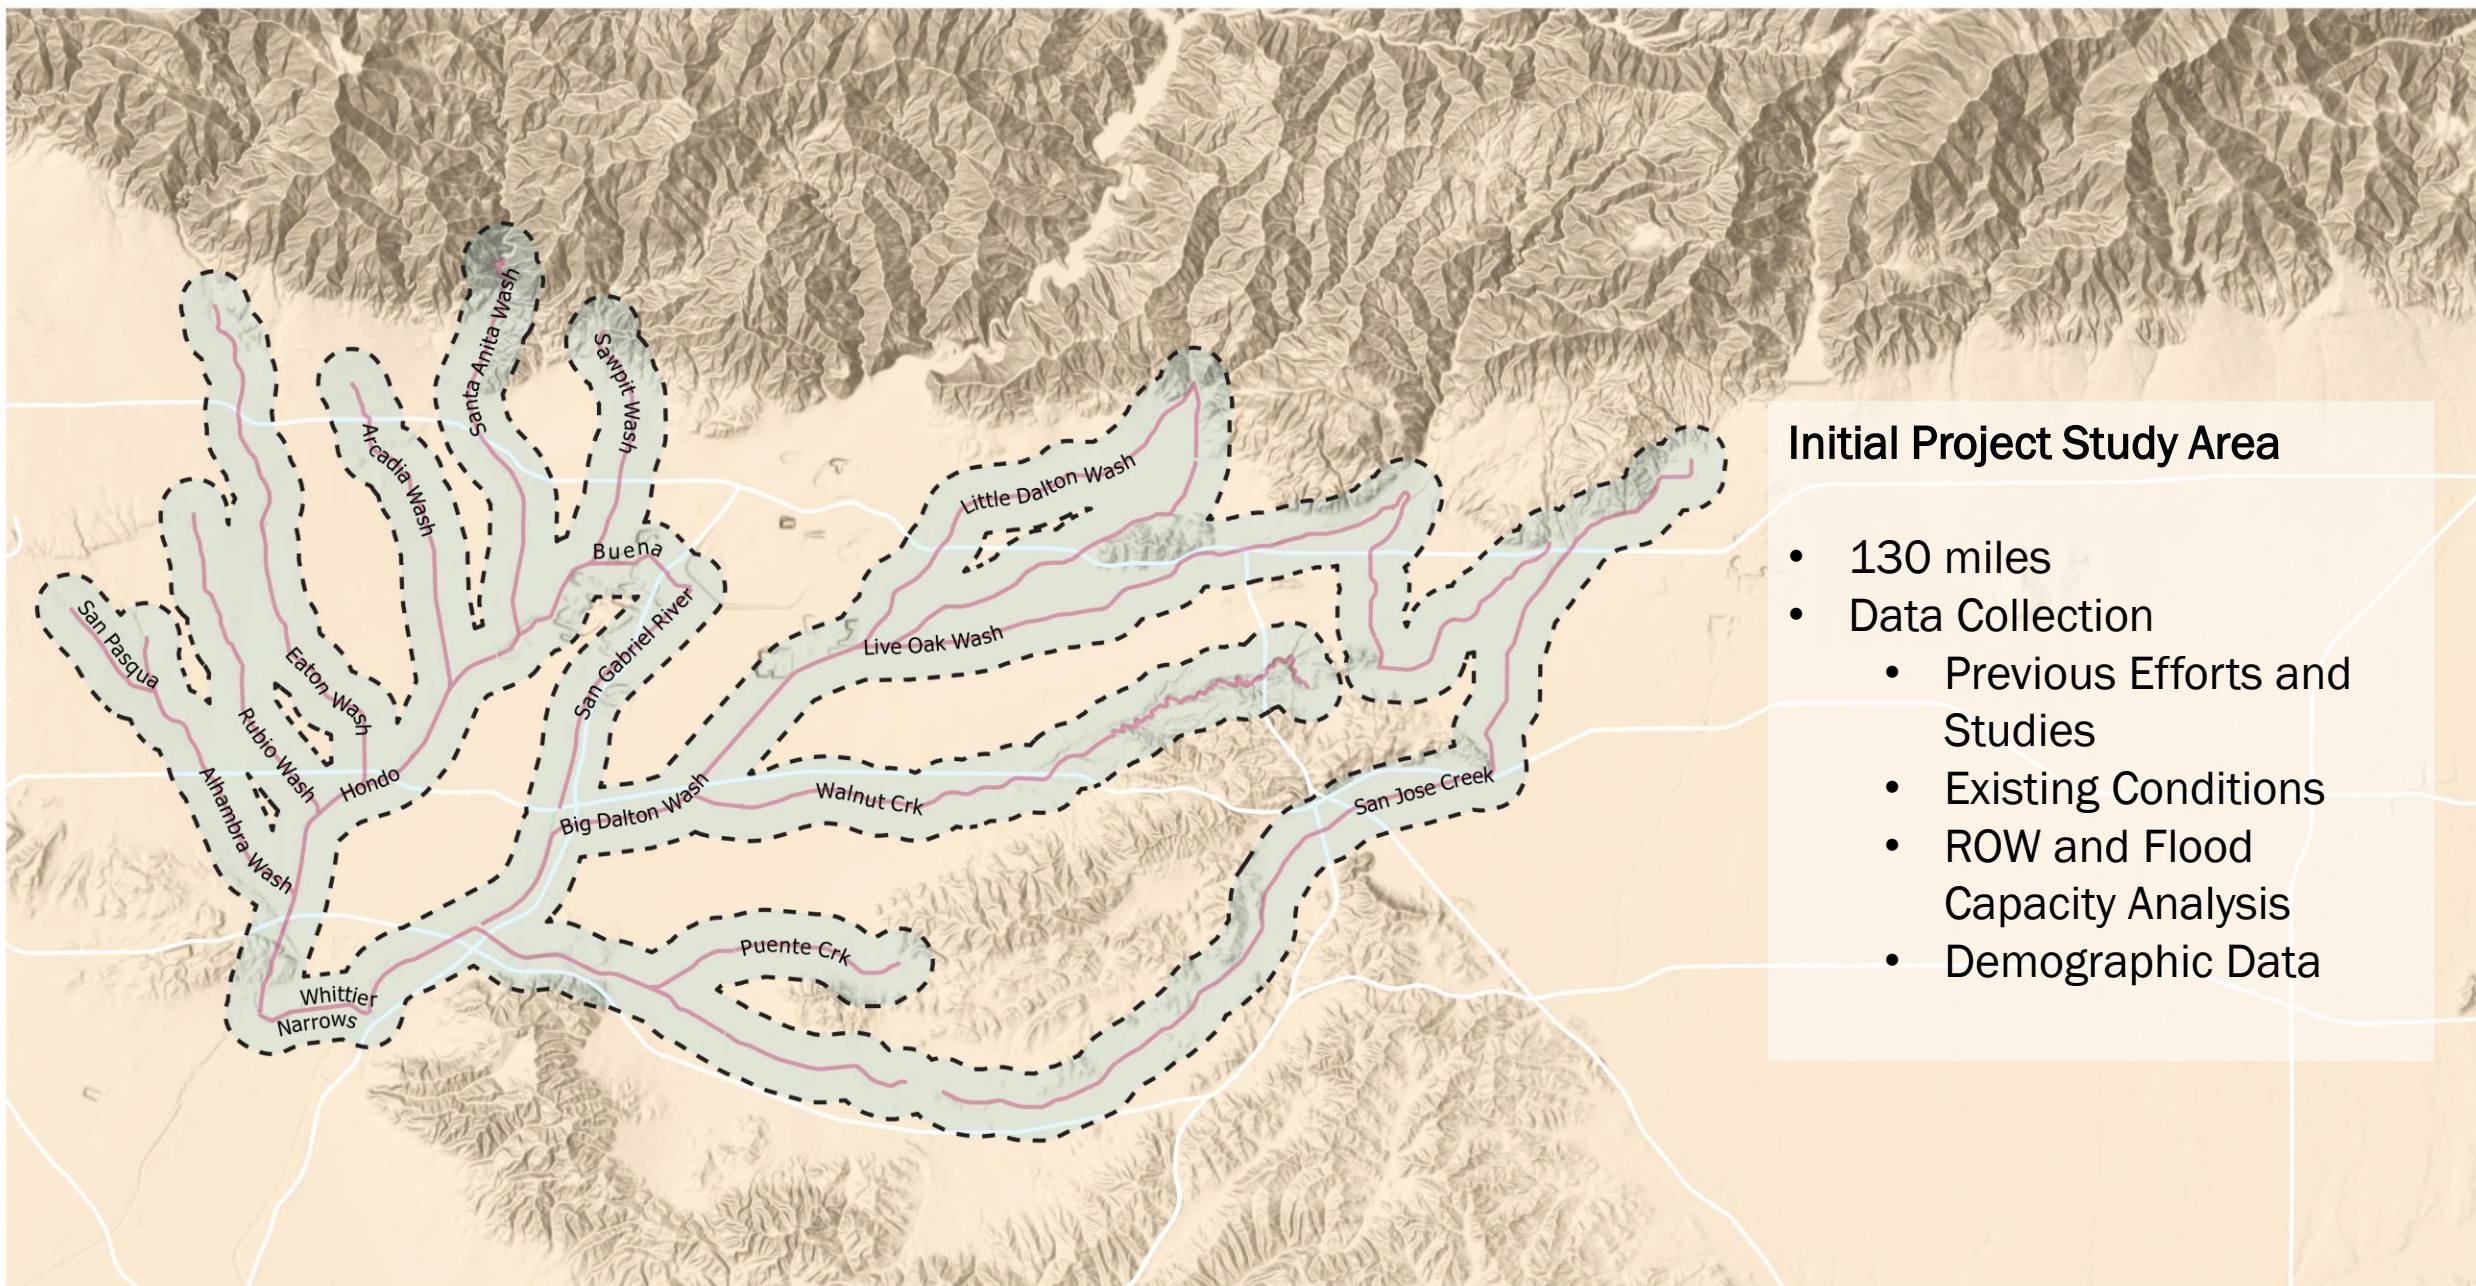 Santa Anita Wash
Sawpit Wash
Arcadia Wash
Little Dalton Wash
Buena
San Gabriel River
San Pasqua
Eaton Wash
Live Oak Wash
Rubio Wash
Hondo
Alhambra Wash
Big Dalton Wash
Walnut Crk
San Jose Creek
Puente Crk
Whittier
Narrows
Initial Project Study Area
• 130 miles
• Data Collection
• Previous Efforts and
Studies
• Existing Conditions
• ROW and Flood
Capacity Analysis
• Demographic Data